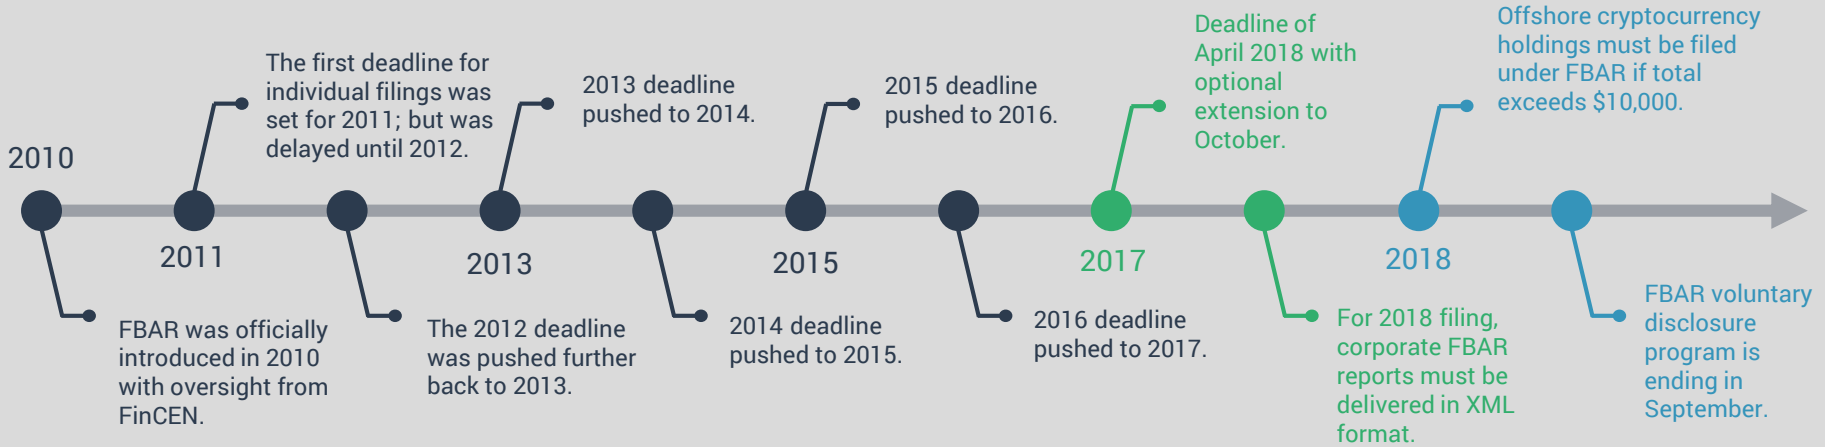 2010
FBAR was officially
introduced in 2010
with oversight from
FinCEN.
The first deadline for
individual filings was
set for 2011; but was
delayed until 2012.
2011
The 2012 deadline
was pushed further
back to 2013.
2013 deadline
pushed to 2014.
2013
2014 deadline
pushed to 2015.
2015 deadline
pushed to 2016.
2015
2016 deadline
pushed to 2017.
Deadline of
April 2018 with
optional
extension to
October.
2017
For 2018 filing,
corporate FBAR
reports must be
delivered in XML
format.
Offshore cryptocurrency
holdings must be filed
under FBAR if total
exceeds $10,000.
2018
FBAR voluntary
disclosure
program is
ending in
September.